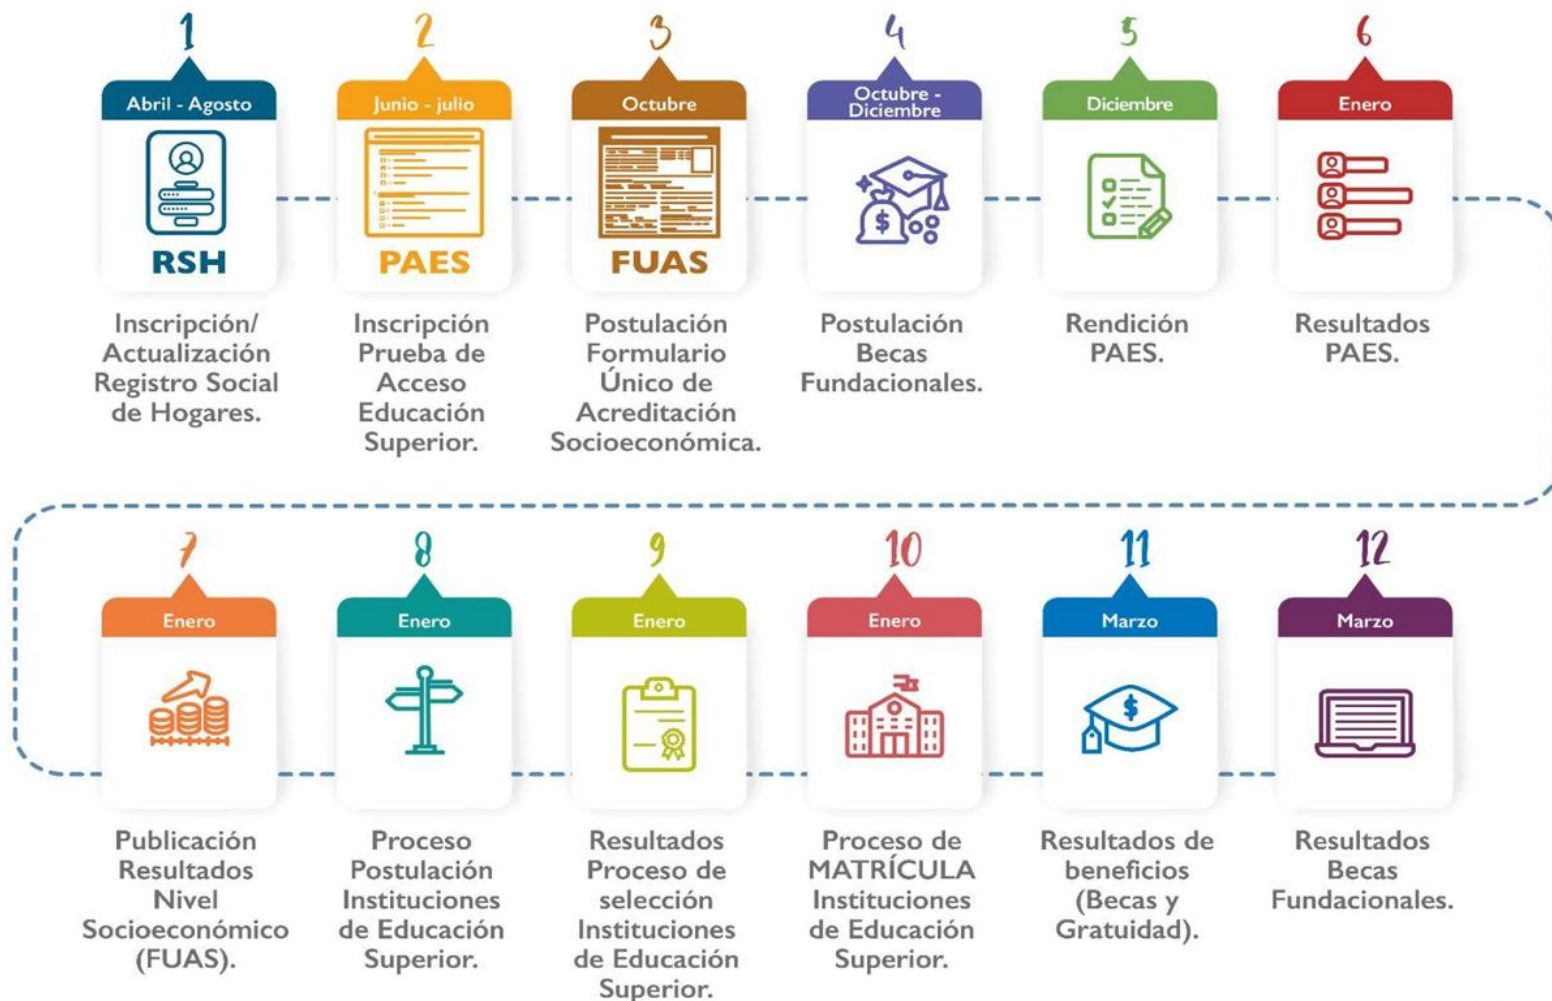 1
Abril - Agosto
RSH
Inscripción/
Actualización
Registro Social
de Hogares.
2
Junio - julio
PAES
Inscripción
Prueba de
Acceso
Educación
Superior.
3
Octubre
FUAS
Postulación
Formulario
Único de
Acreditación
Socioeconómica.
4
Octubre -
Diciembre
$
Postulación
Becas
Fundacionales.
5
Diciembre
Rendición
PAES.
6
Enero
Resultados
PAES.
7
Enero
Publicación
Resultados
Nivel
Socioeconómico
(FUAS).
8
Enero
Proceso
Postulación
Instituciones
de Educación
Superior.
9
Enero
Resultados
Proceso de
selección
Instituciones
de Educación
Superior.
10
Enero
Proceso de
MATRÍCULA
Instituciones
de Educación
Superior.
11
Marzo
$
Resultados de
beneficios
(Becas y
Gratuidad).
12
Marzo
Resultados
Becas
Fundacionales.